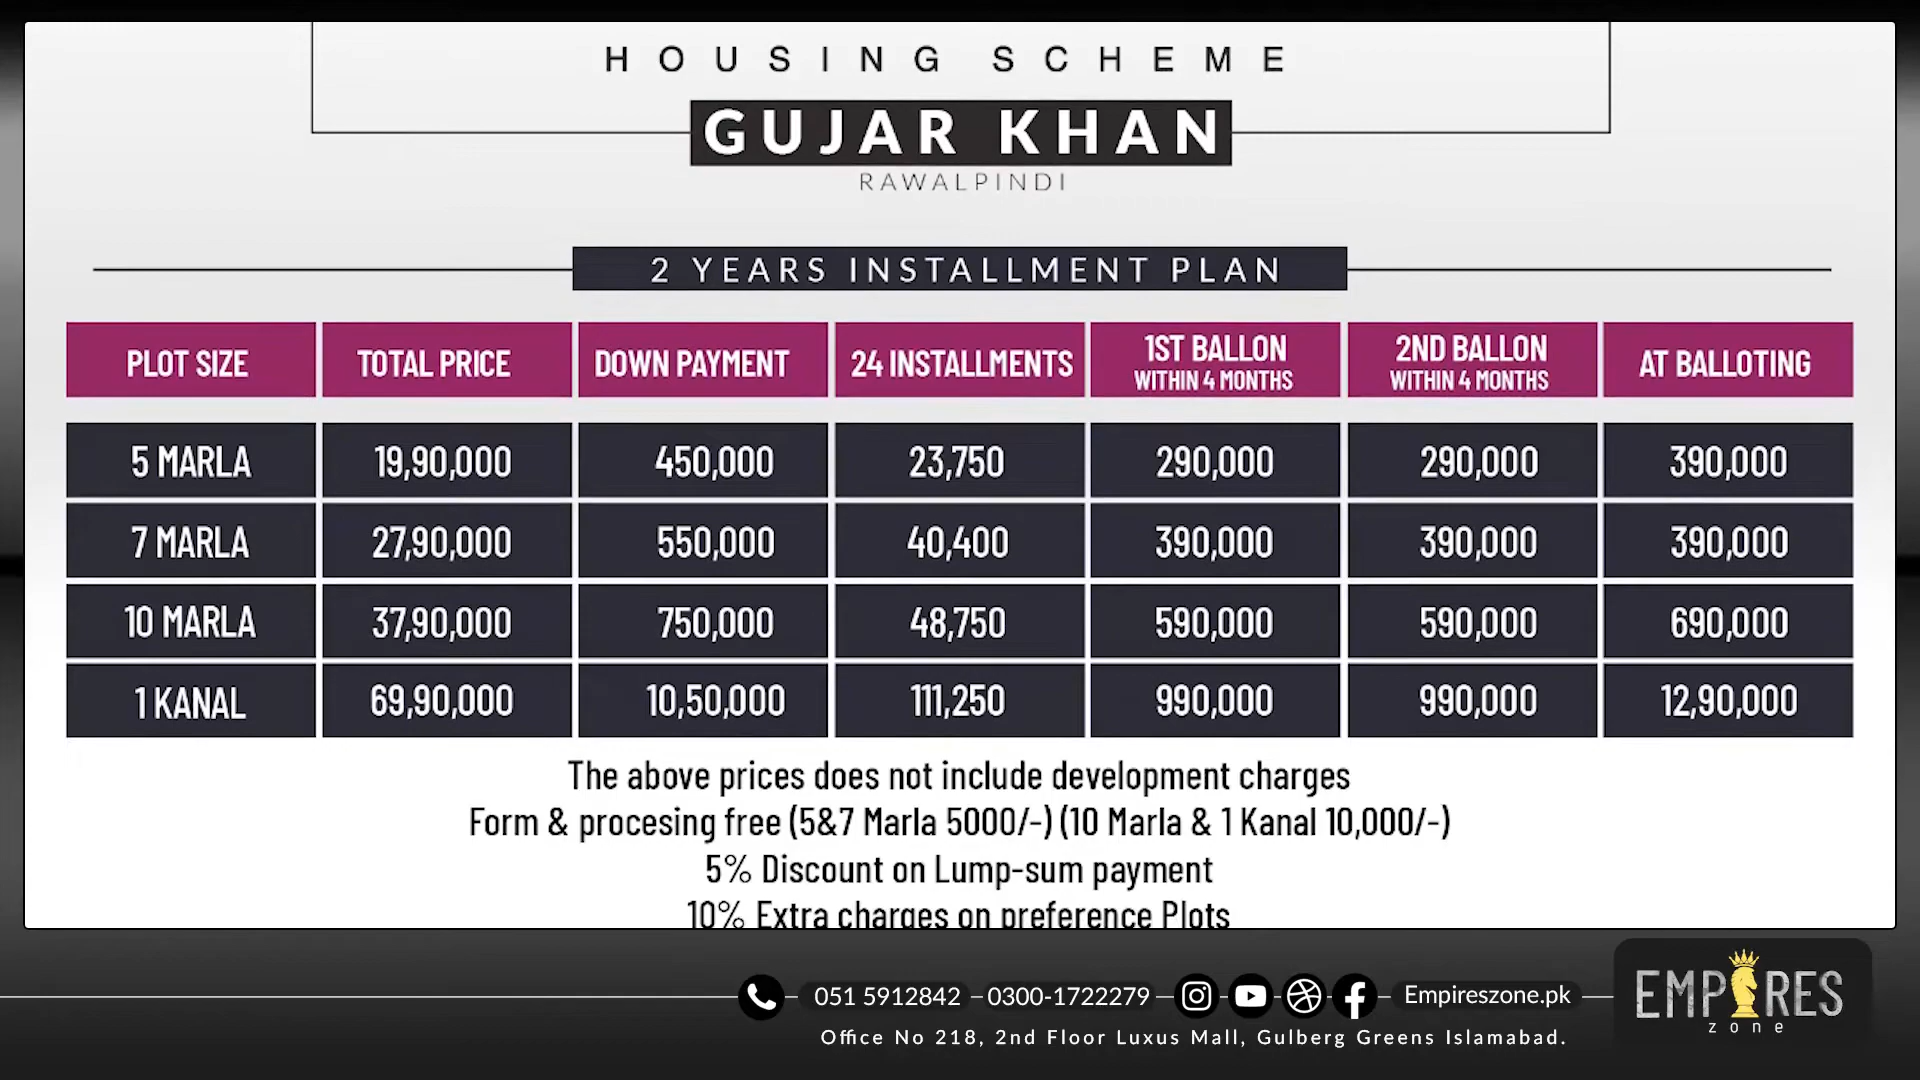 HOUSING SCHEME
GUJAR KHAN
RAWALPINDI
2 YEARS INSTALLMENT PLAN
PLOT SIZE TOTAL PRICE DOWN PAYMENT 24 INSTALLMENTS 1ST BALLON WITHIN 4 MONTHS 2ND BALLON WITHIN 4 MONTHS AT BALLOTING
5 MARLA 19,90,000 450,000 23,750 290,000 290,000 390,000
7 MARLA 27,90,000 550,000 40,400 390,000 390,000 390,000
10 MARLA 37,90,000 750,000 48,750 590,000 590,000 690,000
1 KANAL 69,90,000 10,50,000 111,250 990,000 990,000 12,90,000
The above prices does not include development charges
Form & procesing free (5&7 Marla 5000/-) (10 Marla & 1 Kanal 10,000/-)
5% Discount on Lump-sum payment
10% Extra charges on preference Plots
051 5912842 0300-1722279 Empireszone.pk
Office No 218, 2nd Floor Luxus Mall, Gulberg Greens Islamabad.
EMPIRES
zone